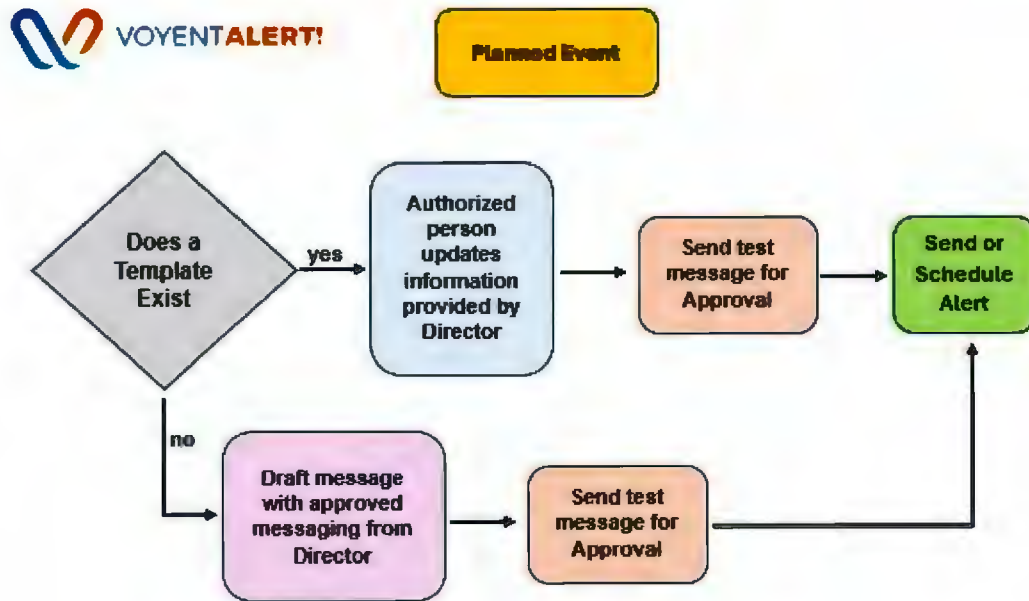 VOYENTALERT!
Planned Event
Does a
Template
Exist
yes
Authorized
person
updates
information
provided by
Director
Send test
message for
Approval
Send or
Schedule
Alert
no
Draft message
with approved
messaging from
Director
Send test
message for
Approval